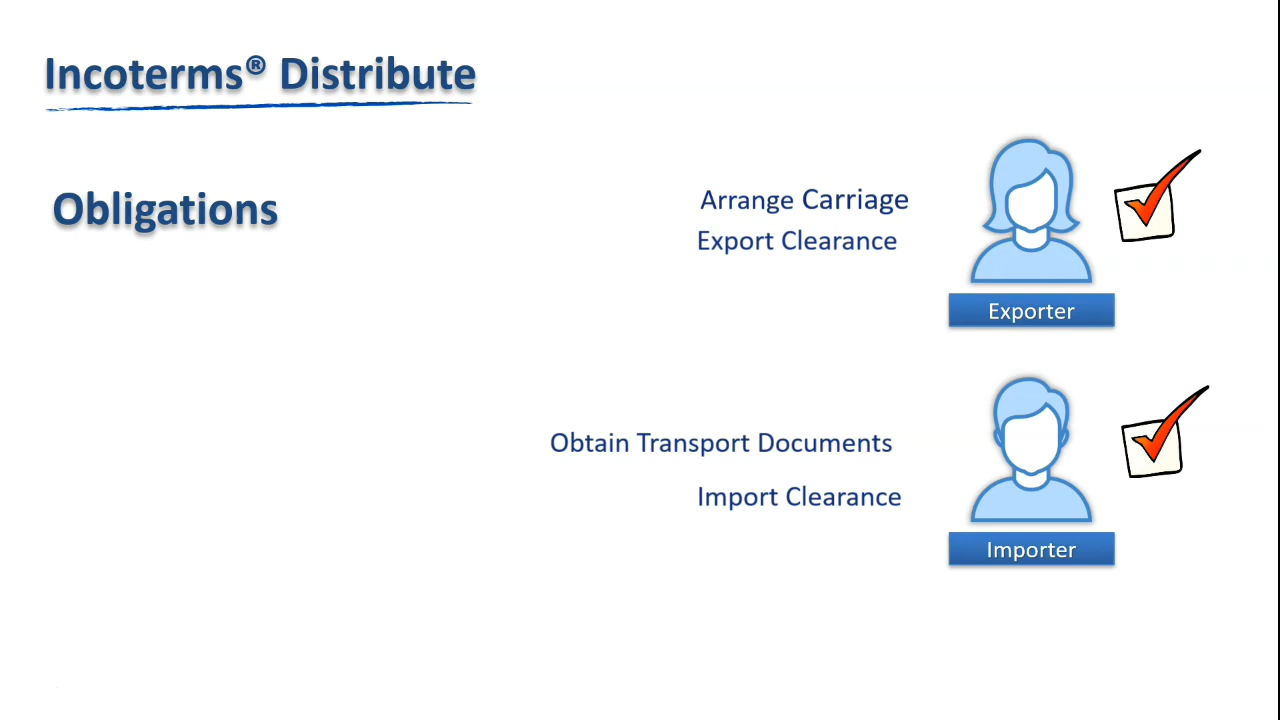 Incoterms® Distribute
Obligations
Arrange Carriage
Export Clearance
Exporter
Obtain Transport Documents
Import Clearance
Importer